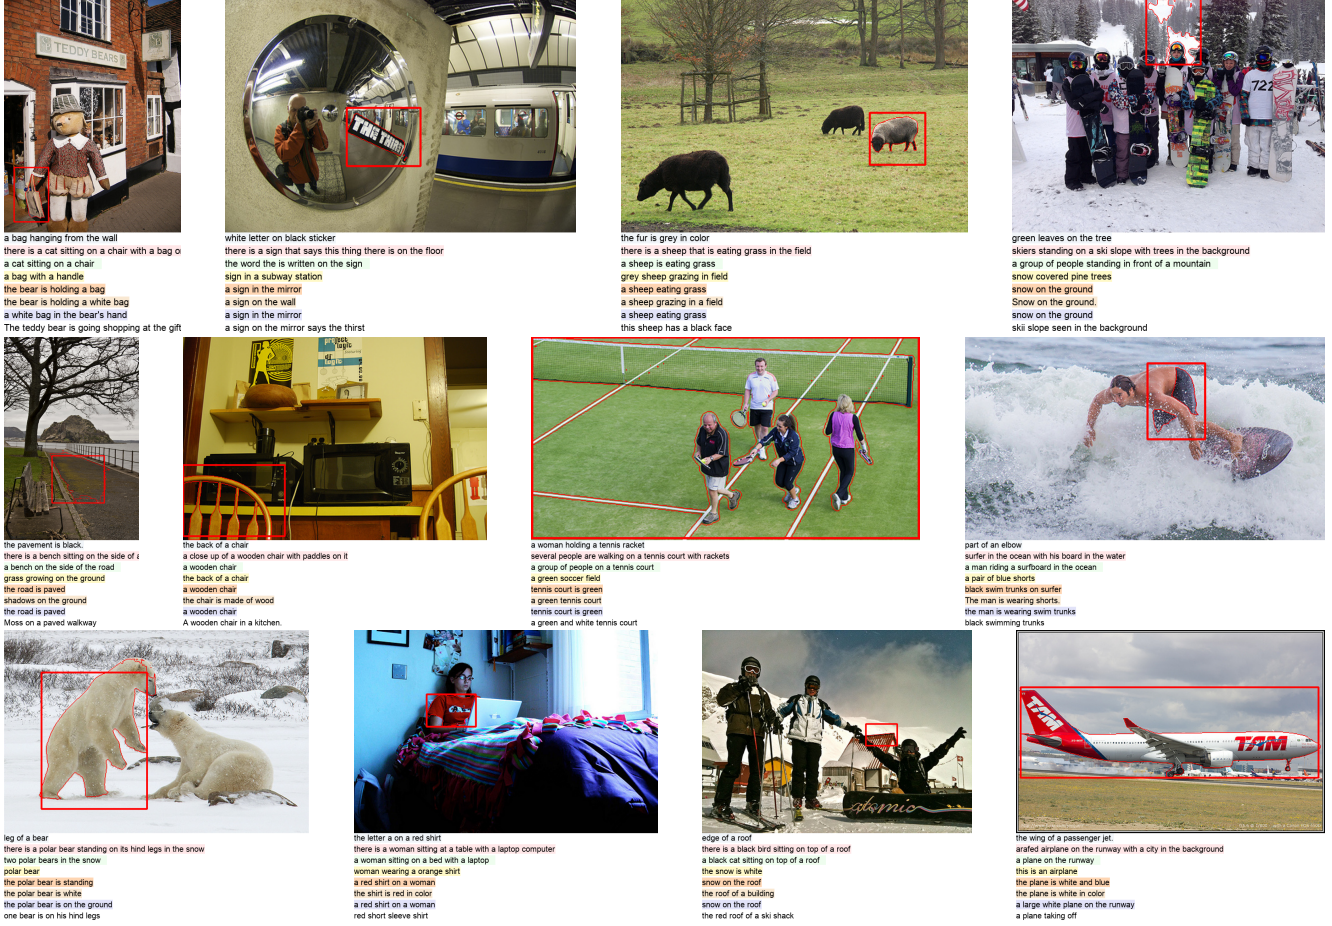 TEDDY BEARS
THE THIRST
722
a bag hanging from the wall
there is a cat sitting on a chair with a bag o
a cat sitting on a chair
a bag with a handle
the bear is holding a bag
the bear is holding a white bag
a white bag in the bear's hand
The teddy bear is going shopping at the gift
white letter on black sticker
there is a sign that says this thing there is on the floor
the word the is written on the sign
sign in a subway station
a sign in the mirror
a sign on the wall
a sign in the mirror
a sign on the mirror says the thirst
the fur is grey in color
there is a sheep that is eating grass in the field
a sheep is eating grass
grey sheep grazing in field
a sheep eating grass
a sheep grazing in a field
a sheep eating grass
this sheep has a black face
green leaves on the tree
skiers standing on a ski slope with trees in the background
a group of people standing in front of a mountain
snow covered pine trees
snow on the ground
Snow on the ground.
snow on the ground
skii slope seen in the background
project
logic
the pavement is black.
there is a bench sitting on the side of a
a bench on the side of the road
grass growing on the ground
the road is paved
shadows on the ground
the road is paved
Moss on a paved walkway
the back of a chair
a close up of a wooden chair with paddles on it
a wooden chair
the back of a chair
a wooden chair
the chair is made of wood
a wooden chair
A wooden chair in a kitchen.
a woman holding a tennis racket
several people are walking on a tennis court with rackets
a group of people on a tennis court
a green soccer field
tennis court is green
a green tennis court
tennis court is green
a green and white tennis court
part of an elbow
surfer in the ocean with his board in the water
a man riding a surfboard in the ocean
a pair of blue shorts
black swim trunks on surfer
The man is wearing shorts.
the man is wearing swim trunks
black swimming trunks
atomic
TAM
TAM
leg of a bear
there is a polar bear standing on its hind legs in the snow
two polar bears in the snow
polar bear
the polar bear is standing
the polar bear is white
the polar bear is on the ground
one bear is on his hind legs
the letter a on a red shirt
there is a woman sitting at a table with a laptop computer
a woman sitting on a bed with a laptop
woman wearing a orange shirt
a red shirt on a woman
the shirt is red in color
a red shirt on a woman
red short sleeve shirt
edge of a roof
there is a black bird sitting on top of a roof
a black cat sitting on top of a roof
the snow is white
snow on the roof
the roof of a building
snow on the roof
the red roof of a ski shack
the wing of a passenger jet.
arafed airplane on the runway with a city in the background
a plane on the runway
this is an airplane
the plane is white and blue
the plane is white in color
a large white plane on the runway
a plane taking off